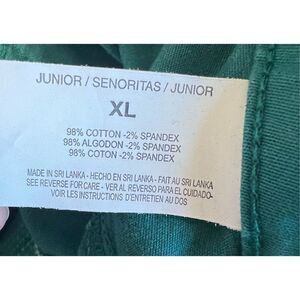 JUNIOR / SENORITAS / JUNIOR
XL
98% COTTON -2% SPANDEX
98% ALGODON -2% SPANDEX
98% COTON -2% SPANDEX
MADE IN SRI LANKA - HECHO EN SRI LANKA - FAIT AU SRI LANKA
SEE REVERSE FOR CARE - VER AL REVERSO PARA EL CUIDADO-
VOIR LES INSTRUCTIONS D'ENTRETIEN AU DOS